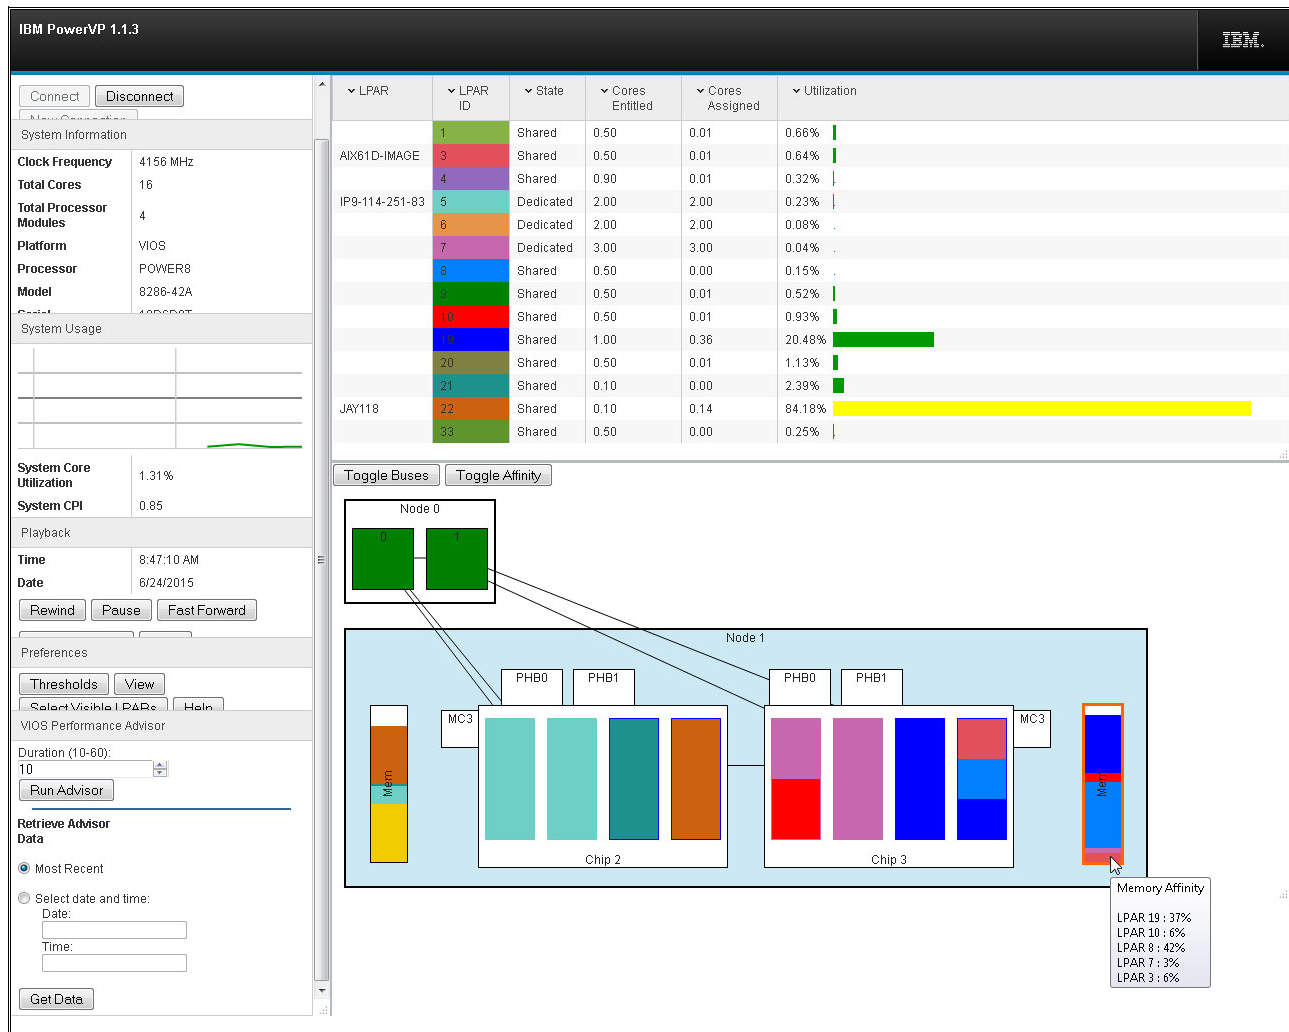 IBM PowerVP 1.1.3
IBM.
Connect
Disconnect
System Information
Clock Frequency 4156 MHz
Total Cores 16
Total Processor Modules 4
Platform VIOS
Processor POWER8
Model 8286-42A
System Usage
System Core Utilization 1.31%
System CPI 0.85
Playback
Time 8:47:10 AM
Date 6/24/2015
Rewind
Pause
Fast Forward
Preferences
Thresholds
View
Select Visible LPARs
Help
VIOS Performance Advisor
Duration (10-60):
10
Run Advisor
Retrieve Advisor
Data
Most Recent
Select date and time:
Date:
Time:
Get Data
LPAR LPAR ID State Cores Entitled Cores Assigned Utilization
1 Shared 0.50 0.01 0.66%
AIX61D-IMAGE 3 Shared 0.50 0.01 0.64%
4 Shared 0.90 0.01 0.32%
IP9-114-251-83 5 Dedicated 2.00 2.00 0.23%
6 Dedicated 2.00 2.00 0.08%
7 Dedicated 3.00 3.00 0.04%
8 Shared 0.50 0.00 0.15%
9 Shared 0.50 0.01 0.52%
10 Shared 0.50 0.01 0.93%
19 Shared 1.00 0.36 20.48%
20 Shared 0.50 0.01 1.13%
21 Shared 0.10 0.00 2.39%
JAY118 22 Shared 0.10 0.14 84.18%
33 Shared 0.50 0.00 0.25%
Toggle Buses
Toggle Affinity
Node 0
0 1
Node 1
PHB0 PHB1 PHB0 PHB1
MC3 MC3
Mem Mem
Chip 2 Chip 3
Memory Affinity
LPAR 19 : 37%
LPAR 10 : 6%
LPAR 8 : 42%
LPAR 7 : 3%
LPAR 3 : 6%